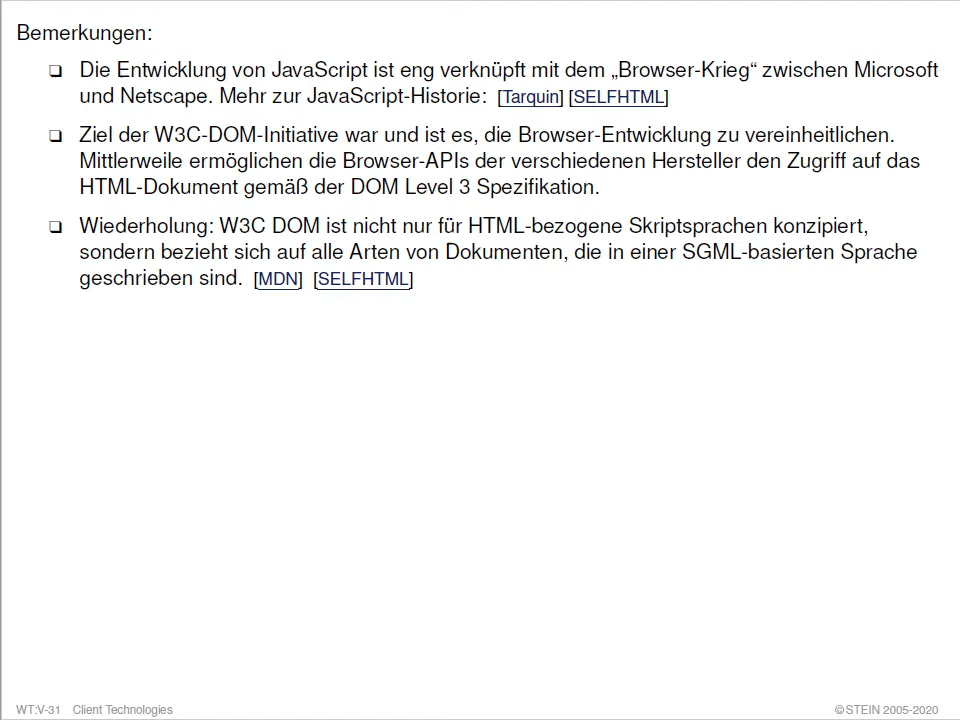 Bemerkungen:
❑ Die Entwicklung von JavaScript ist eng verknüpft mit dem „Browser-Krieg“ zwischen Microsoft
und Netscape. Mehr zur JavaScript-Historie: [Tarquin] [SELFHTML]
❑ Ziel der W3C-DOM-Initiative war und ist es, die Browser-Entwicklung zu vereinheitlichen.
Mittlerweile ermöglichen die Browser-APIs der verschiedenen Hersteller den Zugriff auf das
HTML-Dokument gemäß der DOM Level 3 Spezifikation.
❑ Wiederholung: W3C DOM ist nicht nur für HTML-bezogene Skriptsprachen konzipiert,
sondern bezieht sich auf alle Arten von Dokumenten, die in einer SGML-basierten Sprache
geschrieben sind. [MDN] [SELFHTML]
WT:V-31 Client Technologies ©STEIN 2005-2020